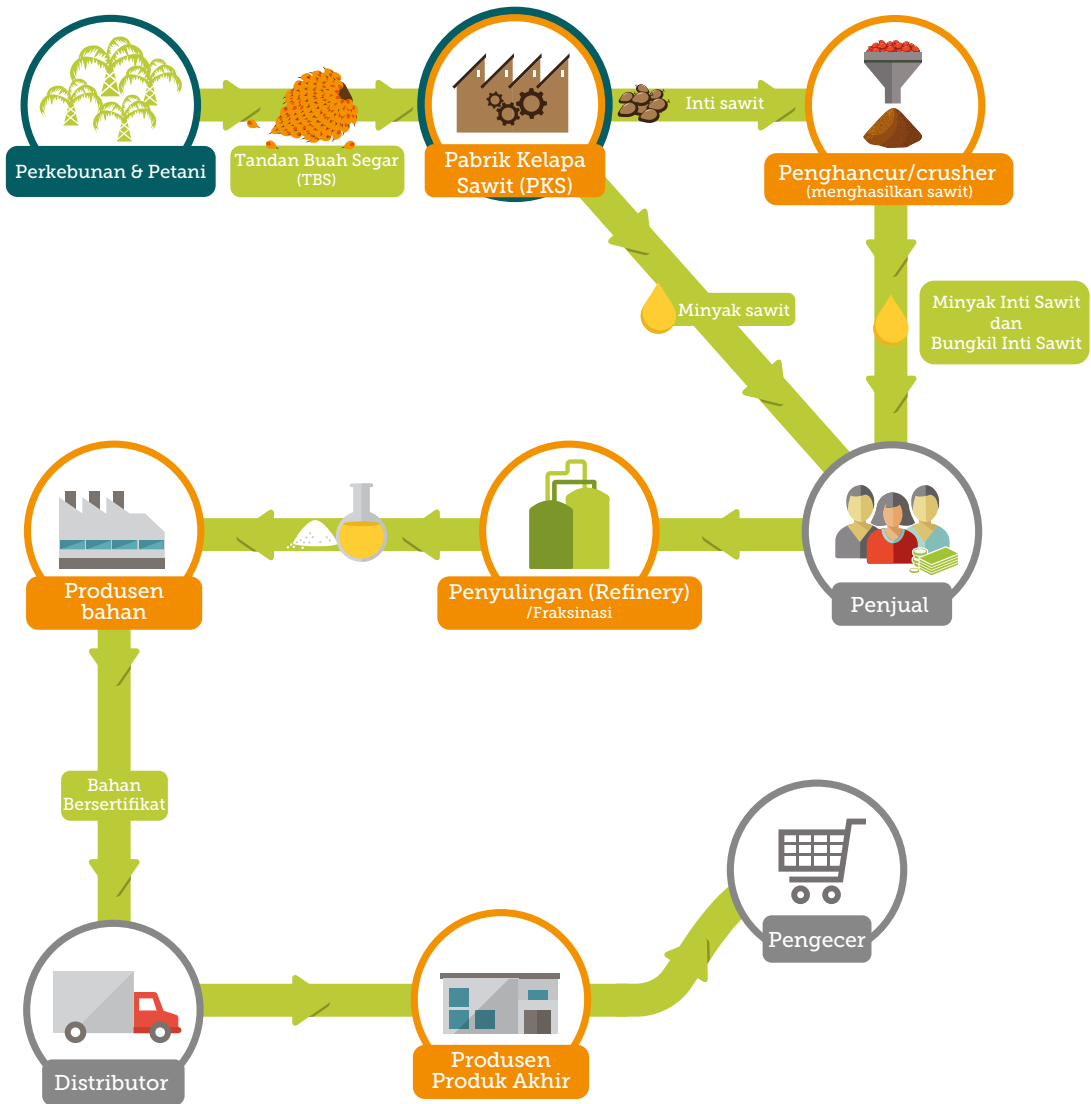 Perkebunan & Petani
Tandan Buah Segar
(TBS)
Pabrik Kelapa
Sawit (PKS)
Inti sawit
Penghancur/crusher
(menghasilkan sawit)
Minyak sawit
Minyak Inti Sawit
dan
Bungkil Inti Sawit
Penjual
Penyulingan (Refinery)
/Fraksinasi
Produsen
bahan
Bahan
Bersertifikat
Distributor
Produsen
Produk Akhir
Pengecer